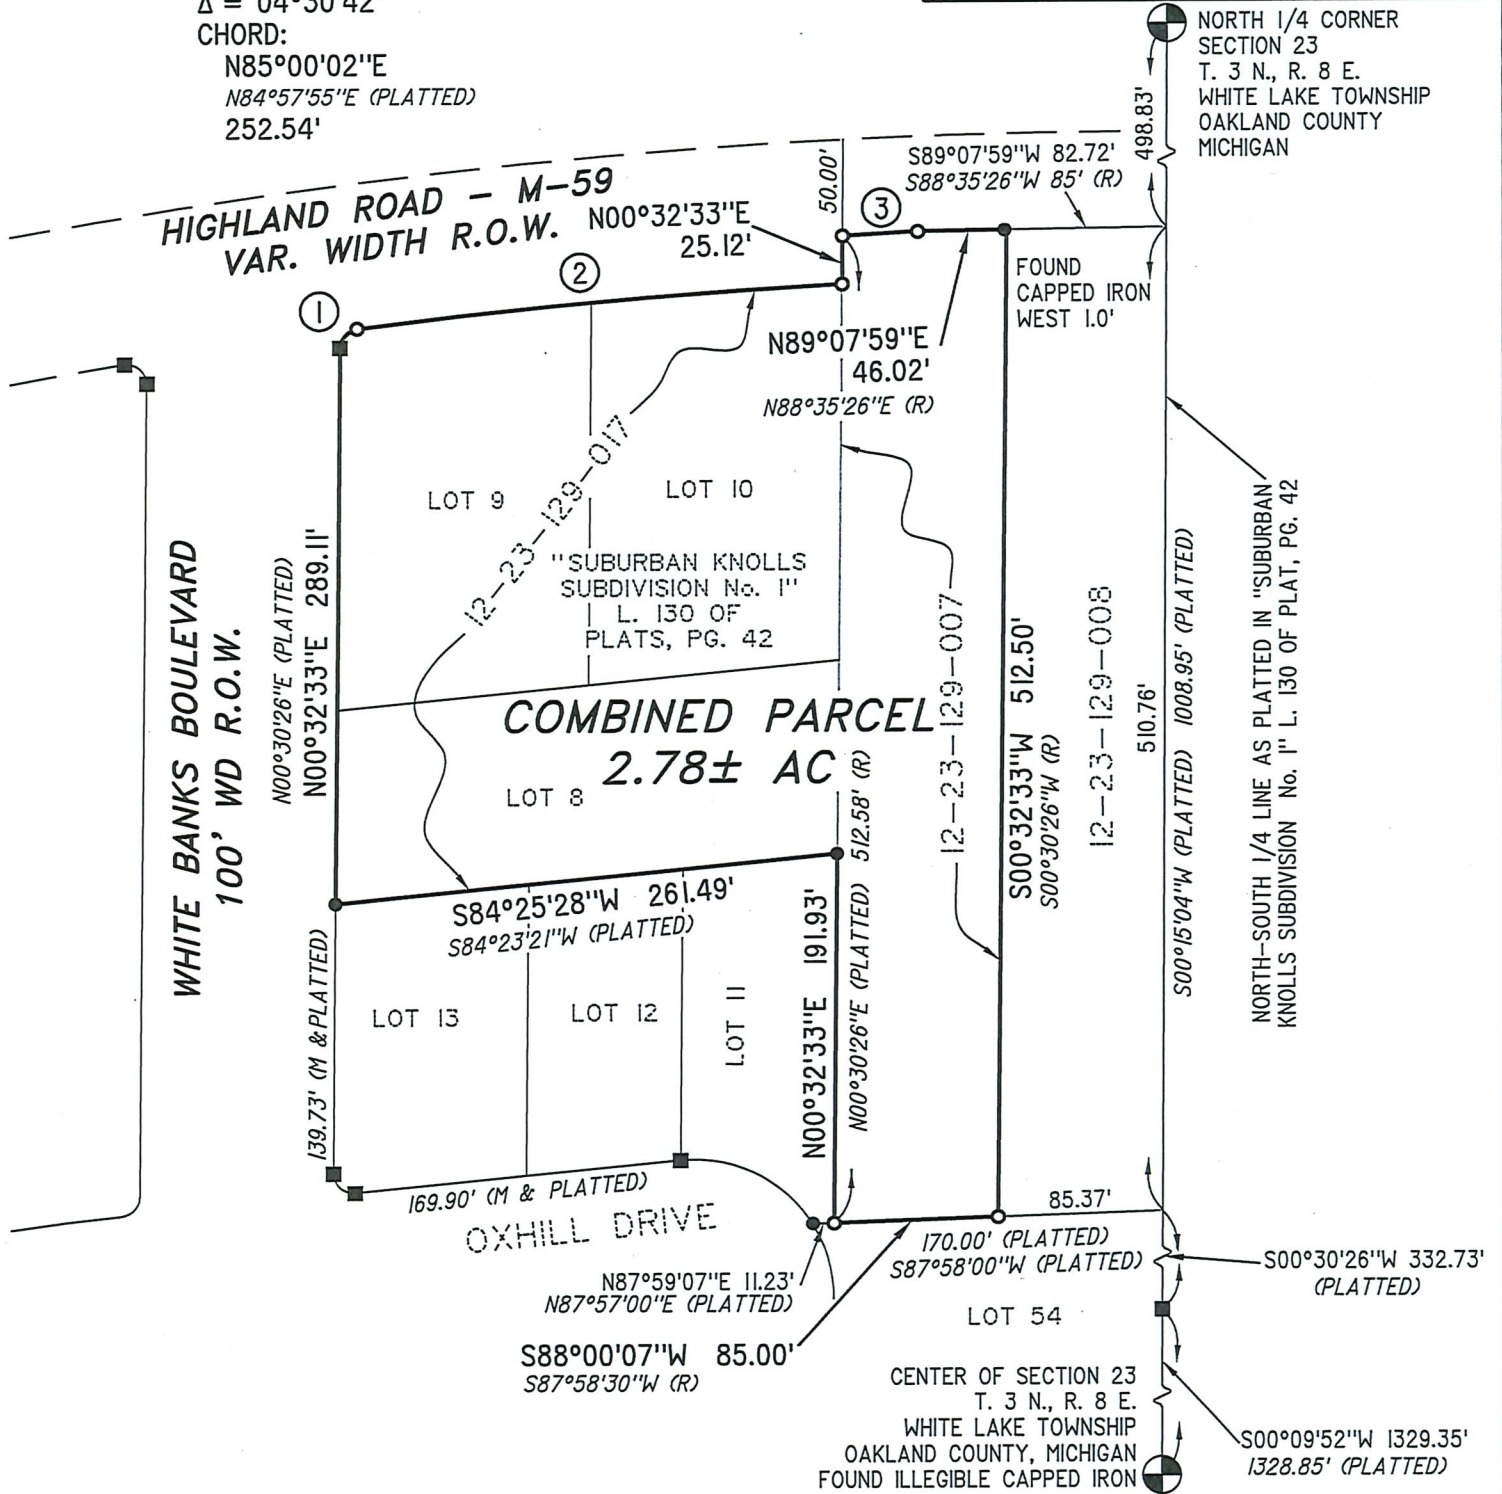 Δ = 04°30'42"
CHORD:
N85°00'02"E
N84°57'55"E (PLATTED)
252.54'
NORTH 1/4 CORNER
SECTION 23
T. 3 N., R. 8 E.
WHITE LAKE TOWNSHIP
OAKLAND COUNTY
MICHIGAN
498.83'
HIGHLAND ROAD - M-59
VAR. WIDTH R.O.W.
N00°32'33"E
25.12'
50.00'
S89°07'59"W 82.72'
S88°35'26"W 85' (R)
1
2
3
FOUND
CAPPED IRON
WEST 1.0'
N89°07'59"E
46.02'
N88°35'26"E (R)
LOT 9
LOT 10
12-23-129-017
"SUBURBAN KNOLLS
SUBDIVISION No. 1"
L. 130 OF
PLATS, PG. 42
WHITE BANKS BOULEVARD
100' WD R.O.W.
N00°30'26"E (PLATTED)
N00°32'33"E 289.11'
COMBINED PARCEL
2.78± AC
LOT 8
512.58' (R)
12-23-129-007
S00°32'33"W 512.50'
S00°30'26"W (R)
12-23-129-008
510.76'
S00°15'04"W (PLATTED) 1008.95' (PLATTED)
NORTH-SOUTH 1/4 LINE AS PLATTED IN "SUBURBAN
KNOLLS SUBDIVISION No. 1" L. 130 OF PLAT, PG. 42
S84°25'28"W 261.49'
S84°23'21"W (PLATTED)
139.73' (M & PLATTED)
LOT 13
LOT 12
LOT 11
N00°32'33"E 191.93'
N00°30'26"E (PLATTED)
169.90' (M & PLATTED)
OXHILL DRIVE
85.37'
170.00' (PLATTED)
S87°58'00"W (PLATTED)
N87°59'07"E 11.23'
N87°57'00"E (PLATTED)
S88°00'07"W 85.00'
S87°58'30"W (R)
LOT 54
S00°30'26"W 332.73'
(PLATTED)
CENTER OF SECTION 23
T. 3 N., R. 8 E.
WHITE LAKE TOWNSHIP
OAKLAND COUNTY, MICHIGAN
FOUND ILLEGIBLE CAPPED IRON
S00°09'52"W 1329.35'
1328.85' (PLATTED)